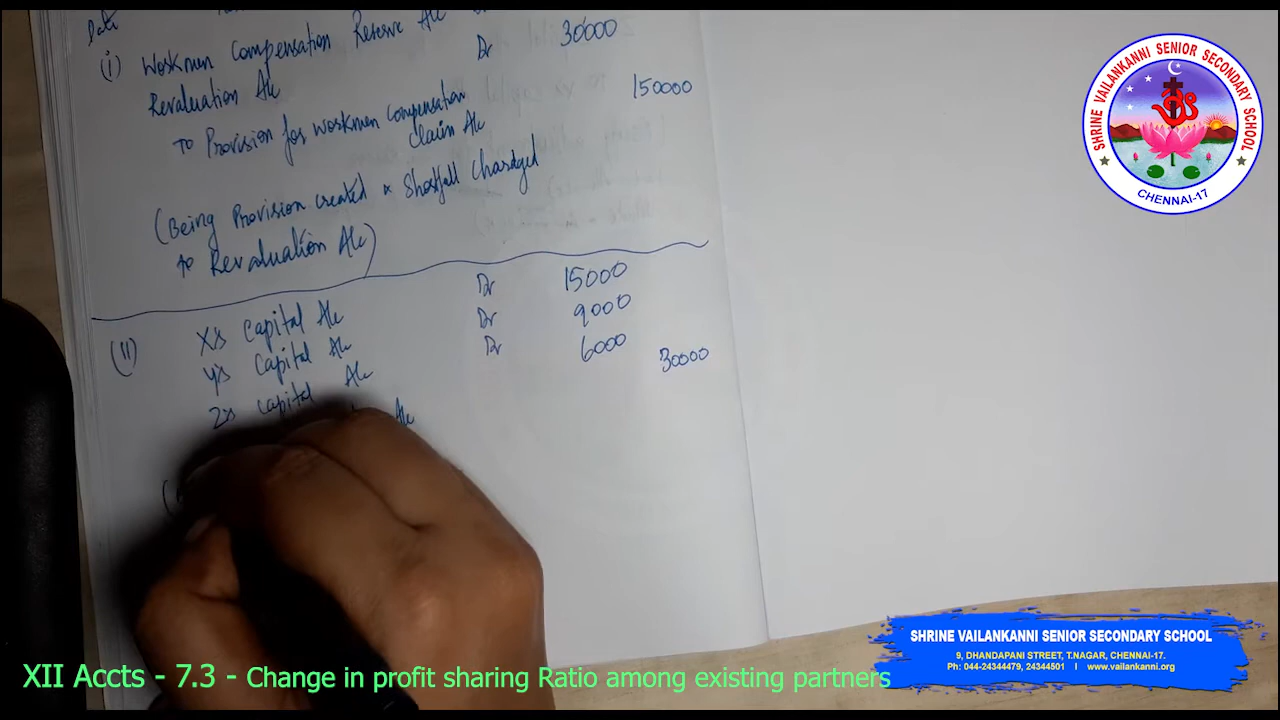 Date
(i) Workmen Compensation Reserve A/c
Revaluation A/c Dr 30000
To Provision for Workmen Compensation 150000
Claim A/c
(Being Provision created & Shortfall Charged
to Revaluation A/c)
(II) X's Capital A/c Dr 15000
Y's Capital A/c Dr 9000
Z's Capital A/c Dr 6000
A/c 30000
SHRINE VAILANKANNI SENIOR SECONDARY SCHOOL
CHENNAI-17
SHRINE VAILANKANNI SENIOR SECONDARY SCHOOL
9, DHANDAPANI STREET, T.NAGAR, CHENNAI-17.
Ph: 044-24344479, 24344501 I www.vailankanni.org
XII Accts - 7.3 - Change in profit sharing Ratio among existing partners